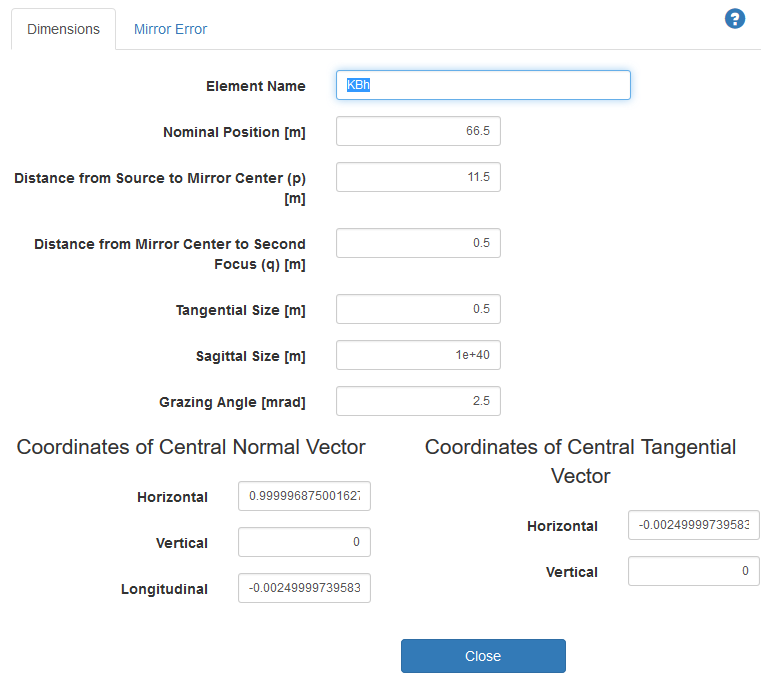 Dimensions
Mirror Error
?
Element Name
KBh
Nominal Position [m]
66.5
Distance from Source to Mirror Center (p)
[m]
11.5
Distance from Mirror Center to Second
Focus (q) [m]
0.5
Tangential Size [m]
0.5
Sagittal Size [m]
1e+40
Grazing Angle [mrad]
2.5
Coordinates of Central Normal Vector
Horizontal
0.999996875001627
Vertical
0
Longitudinal
-0.00249999739583
Coordinates of Central Tangential
Vector
Horizontal
-0.00249999739583
Vertical
0
Close